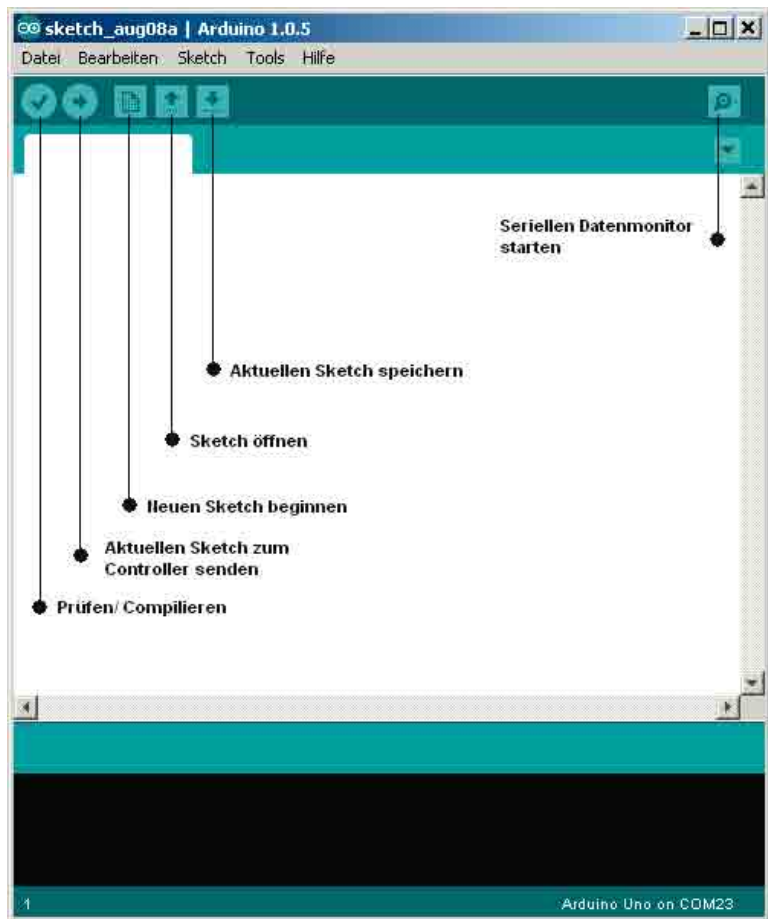 sketch_aug08a | Arduino 1.0.5
Datei Bearbeiten Sketch Tools Hilfe
Seriellen Datenmonitor
starten
Aktuellen Sketch speichern
Sketch öffnen
Neuen Sketch beginnen
Aktuellen Sketch zum
Controller senden
Prüfen/ Compilieren
1 Arduino Uno on COM23